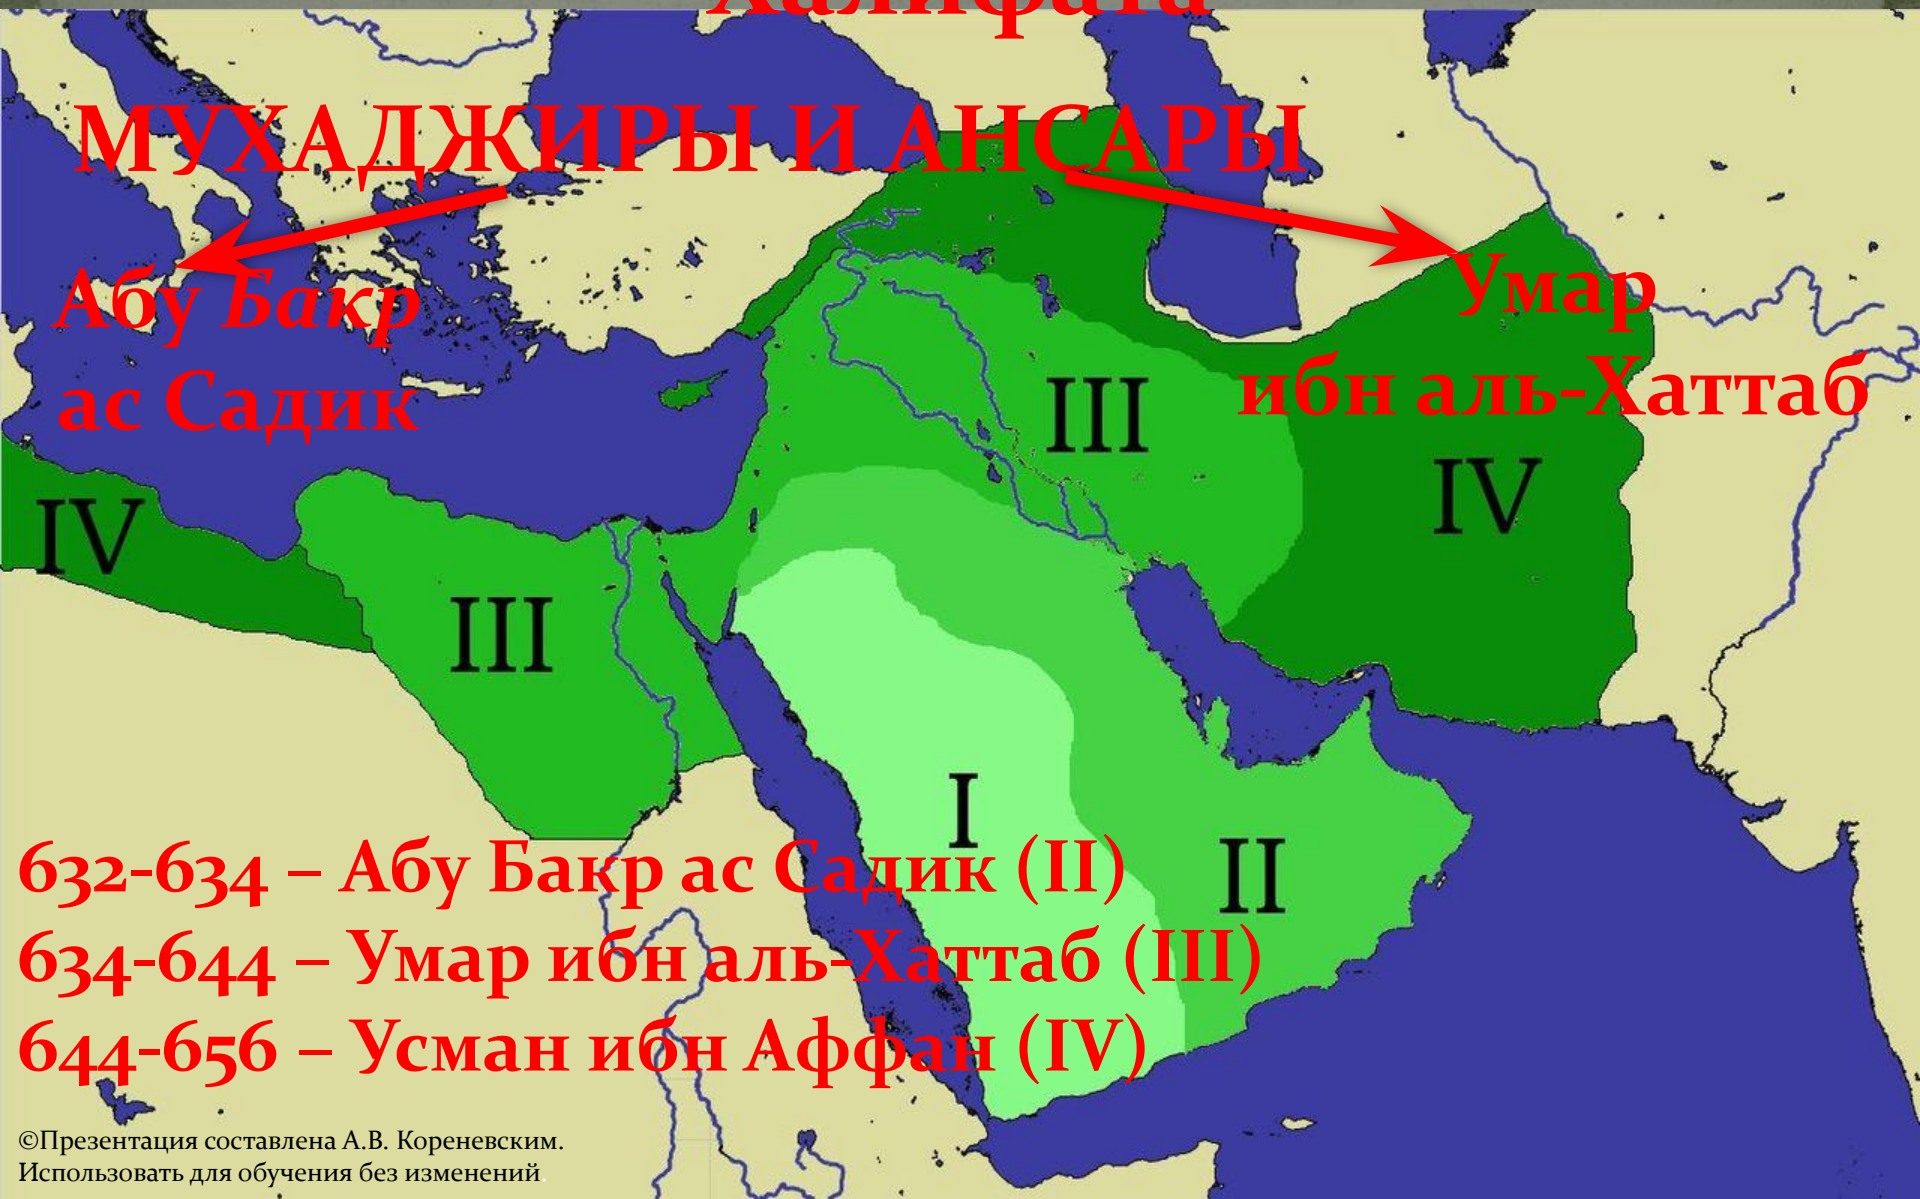 Халифата
МУХАДЖИРЫ И АНСАРЫ
Абу Бакр
ас Садик
Умар
ибн аль-Хаттаб
III
IV
IV
III
I
II
632-634 – Абу Бакр ас Садик (II)
634-644 – Умар ибн аль-Хаттаб (III)
644-656 – Усман ибн Аффан (IV)
©Презентация составлена А.В. Кореневским.
Использовать для обучения без изменений.